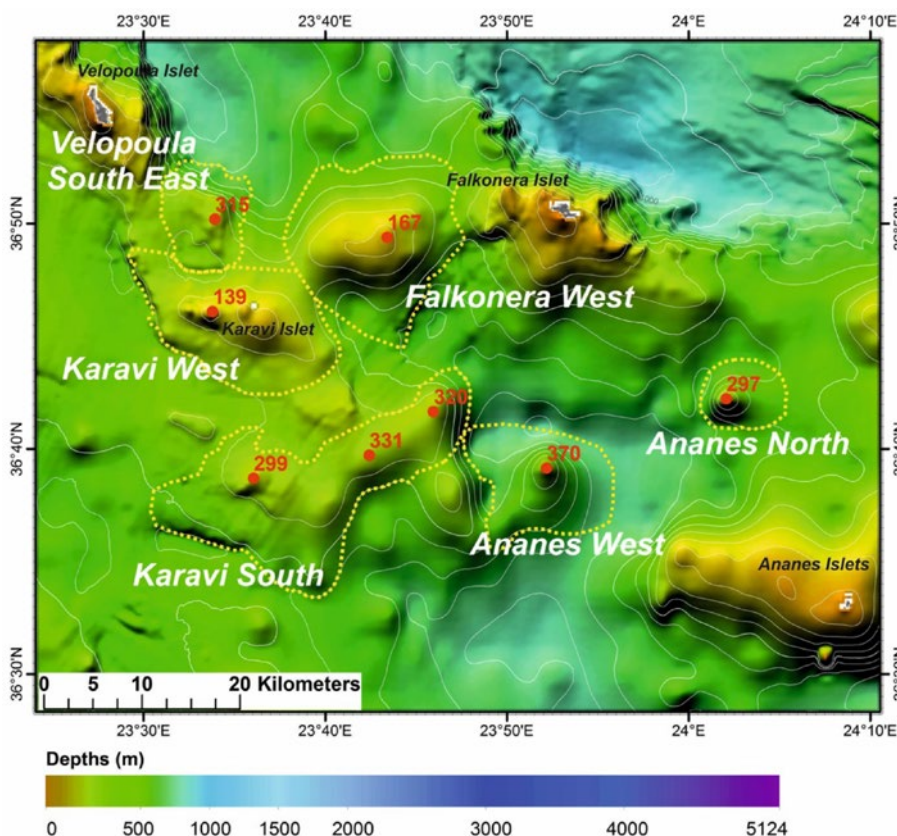 23°30'E 23°40'E 23°50'E 24°E 24°10'E
Velopoula Islet
Velopoula
South East
Falkonera Islet
36°50'N
315
167
Falkonera West
139
Karavi Islet
Karavi West
297
320
Ananes North
36°40'N
331
299
370
Ananes West
Karavi South
Ananes Islets
36°30'N
0 5 10 20 Kilometers
23°30'E 23°40'E 23°50'E 24°E 24°10'E
Depths (m)
0 500 1000 1500 2000 3000 4000 5124